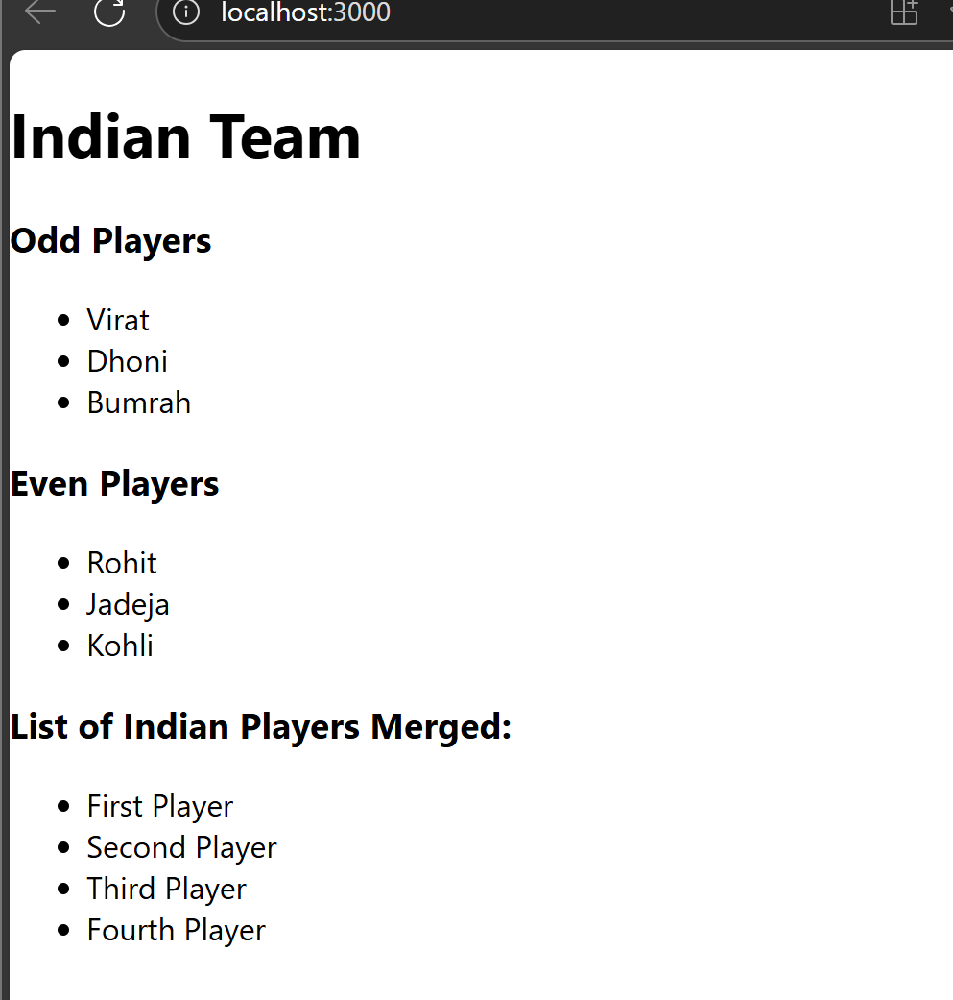 localhost:3000
Indian Team
Odd Players
Virat
Dhoni
Bumrah
Even Players
Rohit
Jadeja
Kohli
List of Indian Players Merged:
First Player
Second Player
Third Player
Fourth Player